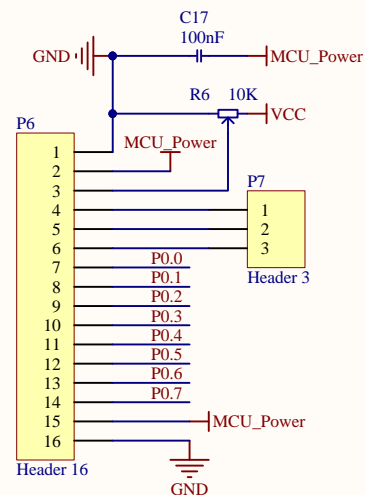 C17
100nF
GND
MCU_Power
R6 10K
VCC
P6
MCU_Power
P7
1
2
3
4
5
6
7
8
9
10
11
12
13
14
15
16
1
2
3
Header 3
P0.0
P0.1
P0.2
P0.3
P0.4
P0.5
P0.6
P0.7
MCU_Power
Header 16
GND